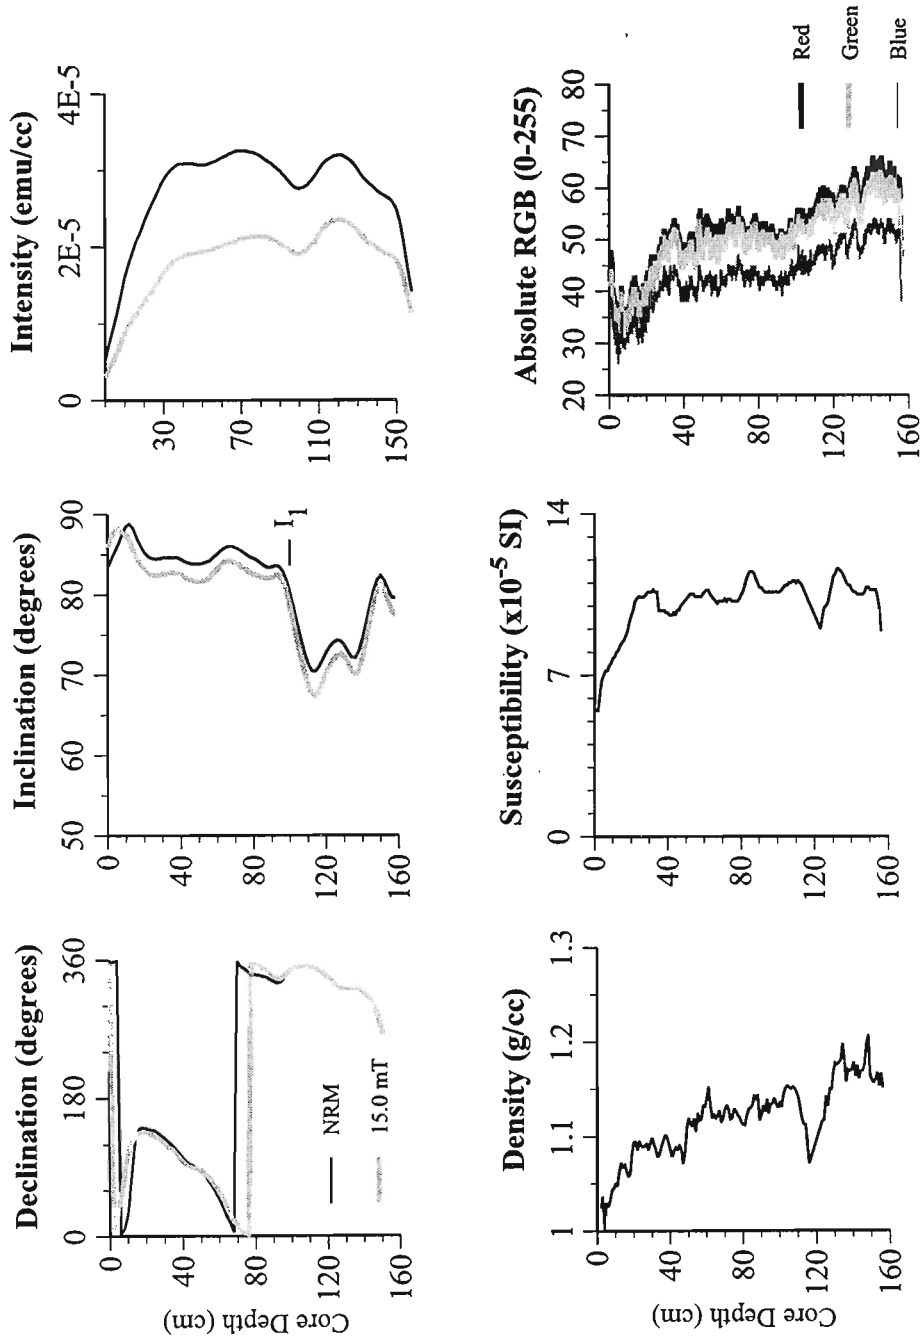 Declination (degrees)
0 180 360
0
40
80
120
160
Core Depth (cm)
NRM
15.0 mT
Inclination (degrees)
50 60 70 80 90
0
40
80
120
160
I1
Intensity (emu/cc)
0 2E-5 4E-5
30
70
110
150
Density (g/cc)
1 1.1 1.2 1.3
0
40
80
120
160
Core Depth (cm)
Susceptibility (x10⁻⁵ SI)
0 7 14
0
40
80
120
160
Absolute RGB (0-255)
20 30 40 50 60 70 80
0
40
80
120
160
Red
Green
Blue